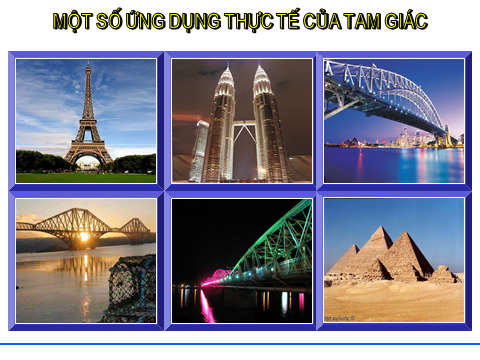 MỘT SỐ ỨNG DỤNG THỰC TẾ CỦA TAM GIÁC